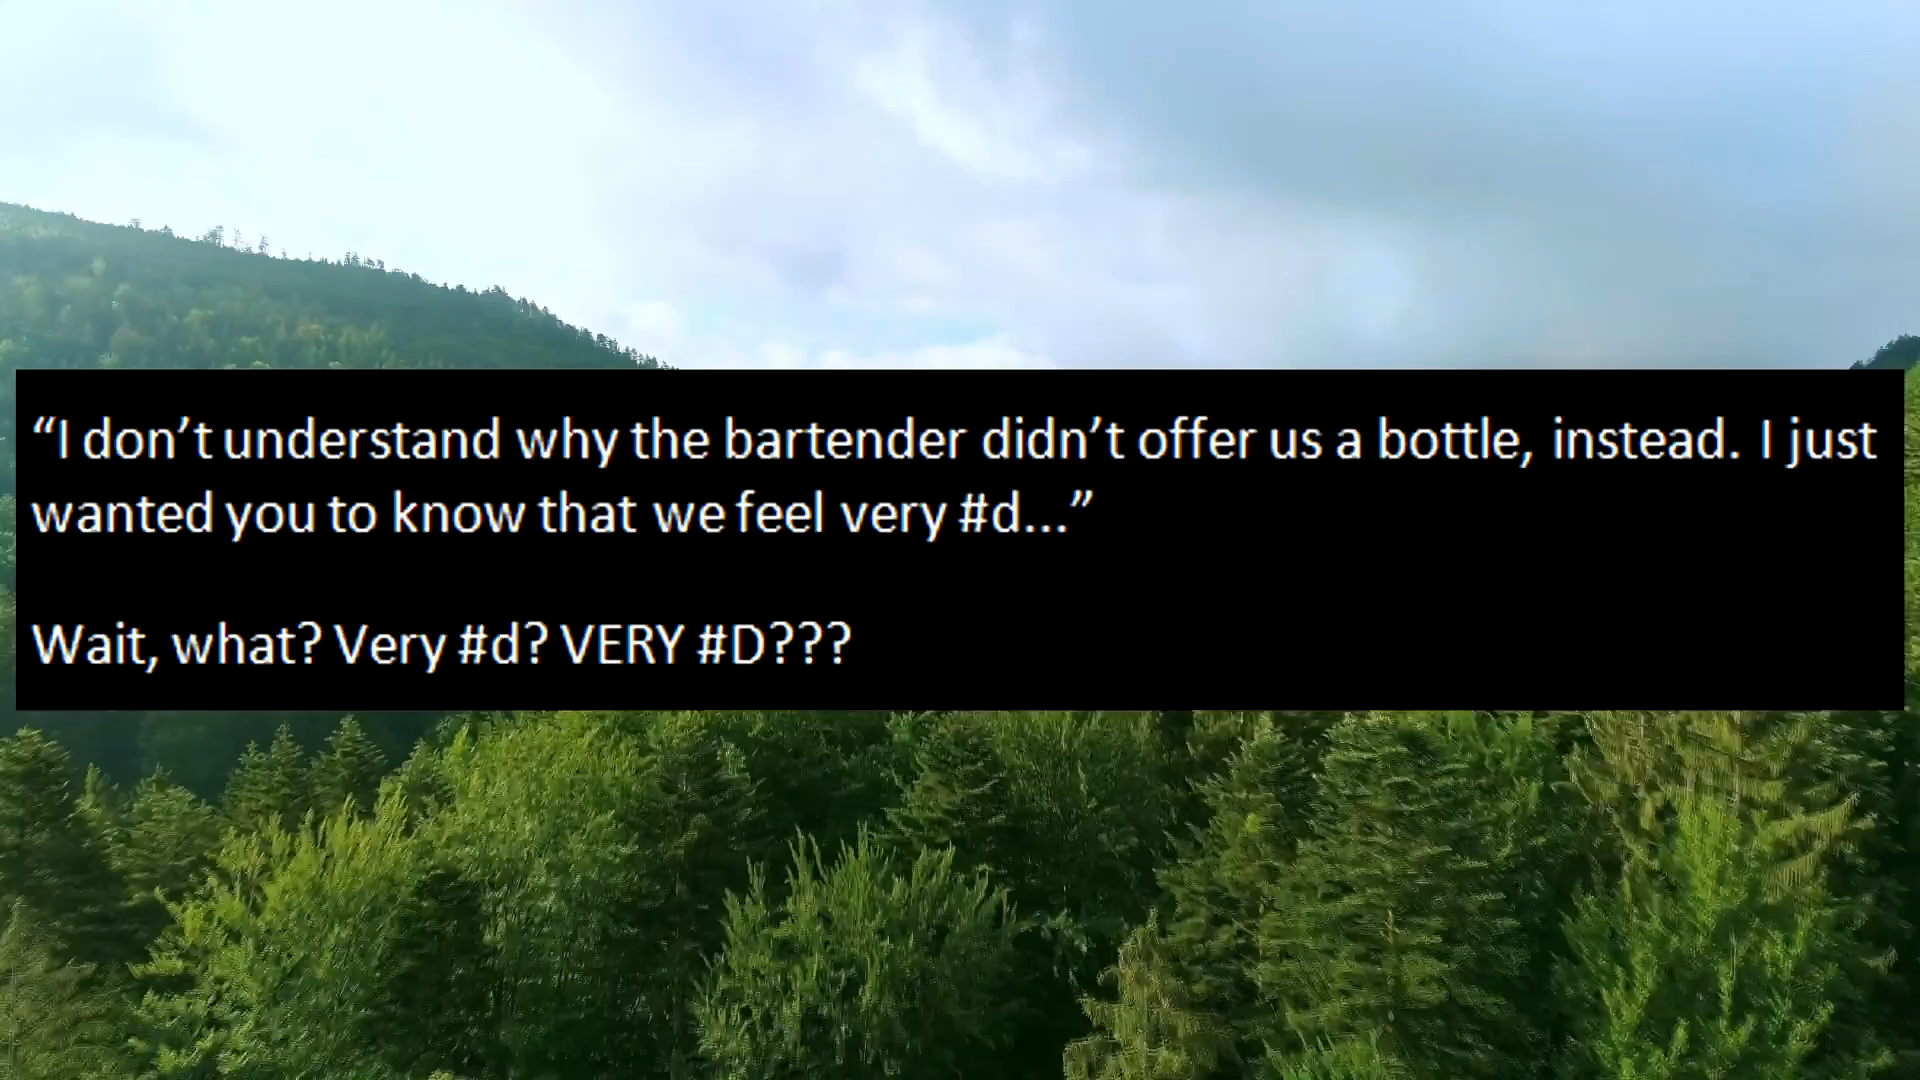 “I don’t understand why the bartender didn’t offer us a bottle, instead. I just
wanted you to know that we feel very #d...”
Wait, what? Very #d? VERY #D???